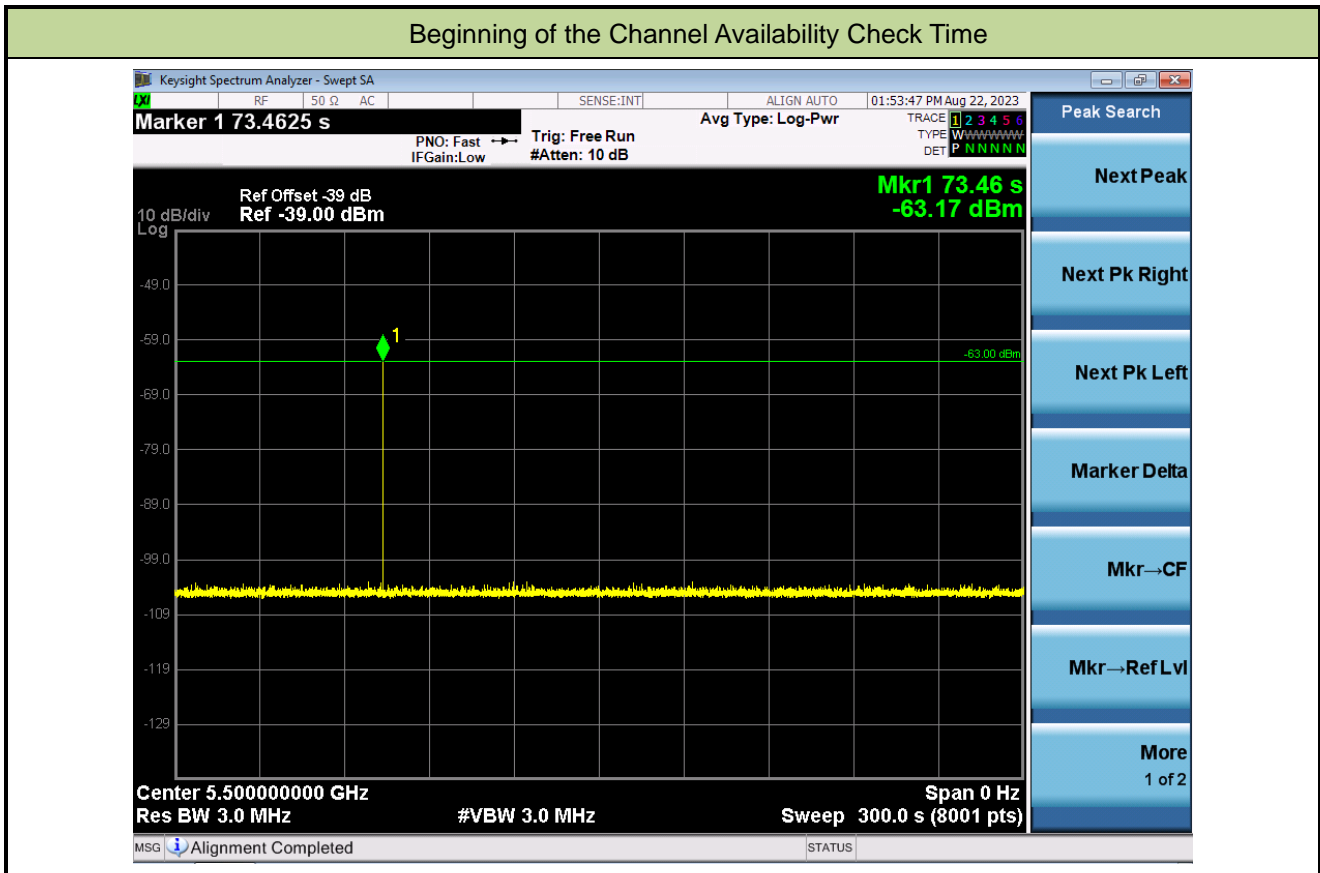 Beginning of the Channel Availability Check Time
Keysight Spectrum Analyzer - Swept SA
LXI RF 50 Ω AC SENSE:INT ALIGN AUTO 01:53:47 PM Aug 22, 2023
Marker 1 73.4625 s
PNO: Fast
IFGain:Low
Trig: Free Run
#Atten: 10 dB
Avg Type: Log-Pwr
TRACE 1 2 3 4 5 6
TYPE WWWWWW
DET P N N N N N
Peak Search
Next Peak
Next Pk Right
Next Pk Left
Marker Delta
Mkr→CF
Mkr→Ref Lvl
More
1 of 2
Mkr1 73.46 s
-63.17 dBm
Ref Offset -39 dB
10 dB/div Ref -39.00 dBm
Log
-49.0
-59.0
-69.0
-79.0
-89.0
-99.0
-109
-119
-129
1
-63.00 dBm
Center 5.500000000 GHz Span 0 Hz
Res BW 3.0 MHz #VBW 3.0 MHz Sweep 300.0 s (8001 pts)
MSG Alignment Completed STATUS